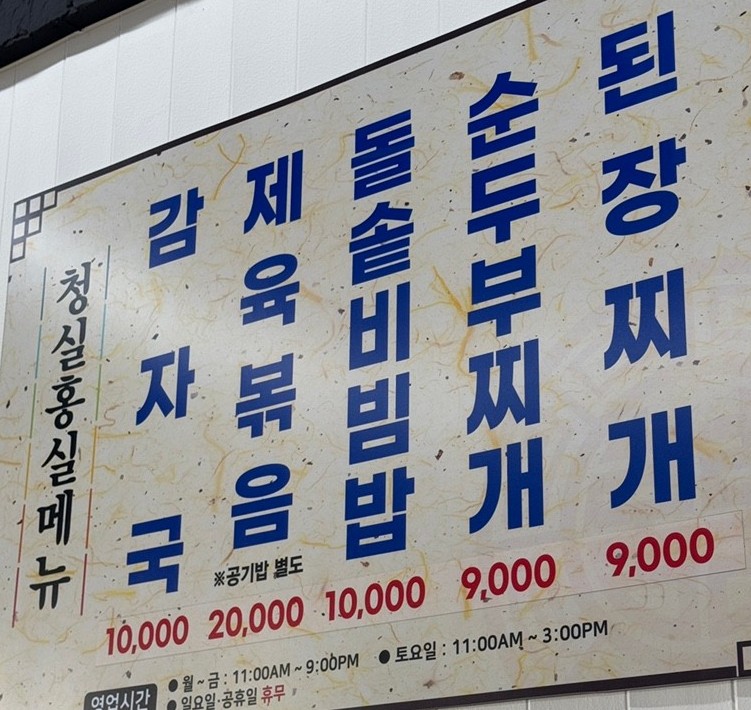 청실홍실메뉴
감자국
제육볶음
※공기밥 별도
돌솥비빔밥
순두부찌개
된장찌개
10,000 20,000 10,000 9,000 9,000
영업시간
● 월~금 : 11:00AM ~ 9:00PM ● 토요일 : 11:00AM ~ 3:00PM
● 일요일·공휴일 휴무